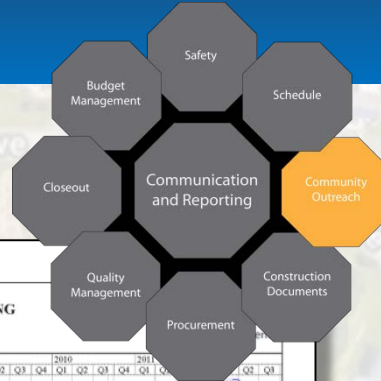 Safety
Budget
Management
Schedule
Closeout
Communication
and Reporting
Community
Outreach
Quality
Management
Construction
Documents
Procurement
NG
2010
2011
Q3 Q4 Q1 Q2 Q3 Q4 Q1 Q2 Q3